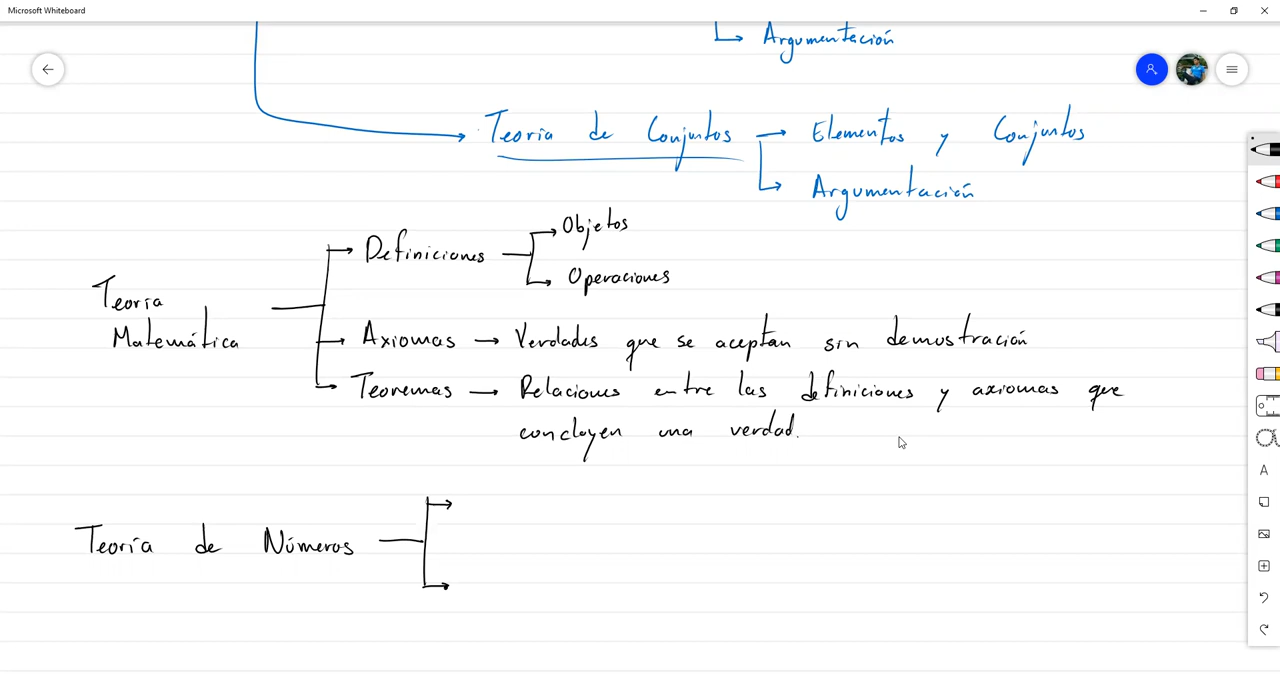 Microsoft Whiteboard
Argumentación
Teoría de Conjuntos → Elementos y Conjuntos
Argumentación
Objetos
Definiciones
Operaciones
Teoría
Matemática
Axiomas → Verdades que se aceptan sin demostración
Teoremas → Relaciones entre las definiciones y axiomas que
concluyen una verdad.
Teoría de Números
A